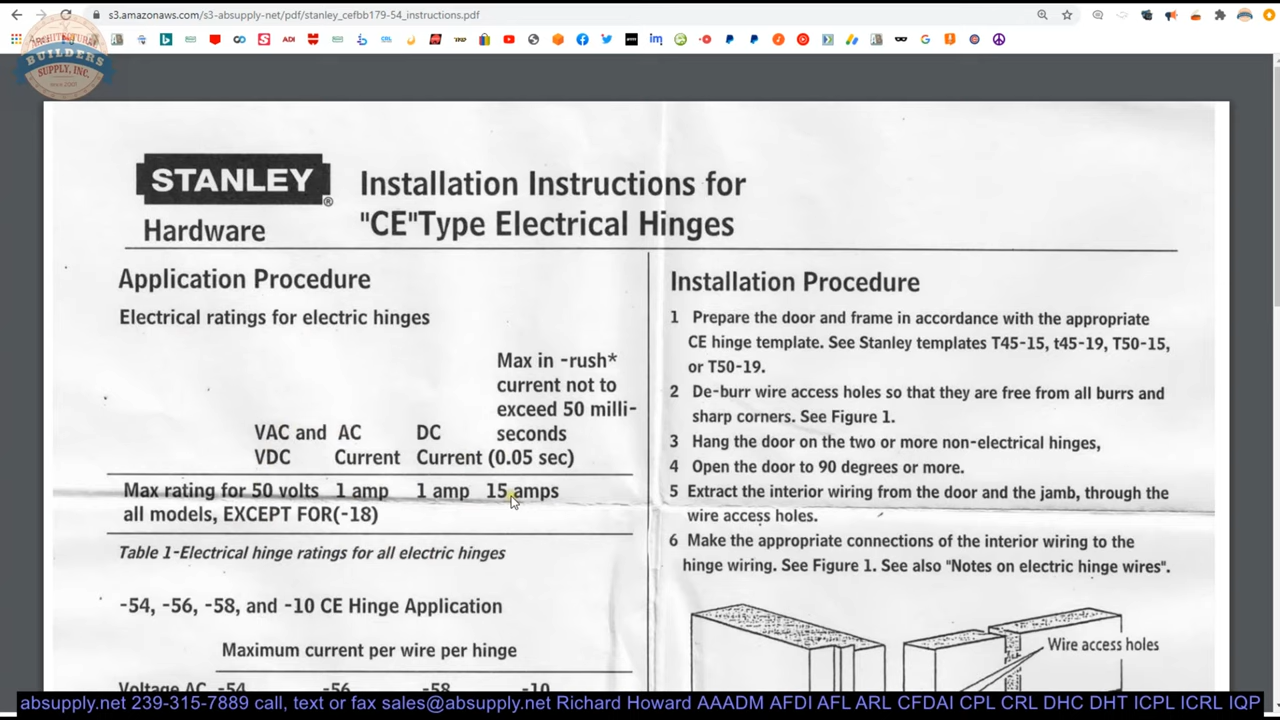 s3.amazonaws.com/s3-absupply-net/pdf/stanley_cefbb179-54_instructions.pdf
ARCHITECTURAL
BUILDERS
SUPPLY, INC.
STANLEY®
Hardware
Installation Instructions for
"CE"Type Electrical Hinges
Application Procedure
Electrical ratings for electric hinges
Max in -rush*
current not to
exceed 50 milli-
VAC and AC DC seconds
VDC Current Current (0.05 sec)
Max rating for 50 volts 1 amp 1 amp 15 amps
all models, EXCEPT FOR(-18)
Table 1-Electrical hinge ratings for all electric hinges
-54, -56, -58, and -10 CE Hinge Application
Maximum current per wire per hinge
Voltage AC -54 -56 -58 -10
Installation Procedure
1 Prepare the door and frame in accordance with the appropriate
CE hinge template. See Stanley templates T45-15, t45-19, T50-15,
or T50-19.
2 De-burr wire access holes so that they are free from all burrs and
sharp corners. See Figure 1.
3 Hang the door on the two or more non-electrical hinges,
4 Open the door to 90 degrees or more.
5 Extract the interior wiring from the door and the jamb, through the
wire access holes.
6 Make the appropriate connections of the interior wiring to the
hinge wiring. See Figure 1. See also "Notes on electric hinge wires".
Wire access holes
absupply.net 239-315-7889 call, text or fax sales@absupply.net Richard Howard AAADM AFDI AFL ARL CFDAI CPL CRL DHC DHT ICPL ICRL IQP